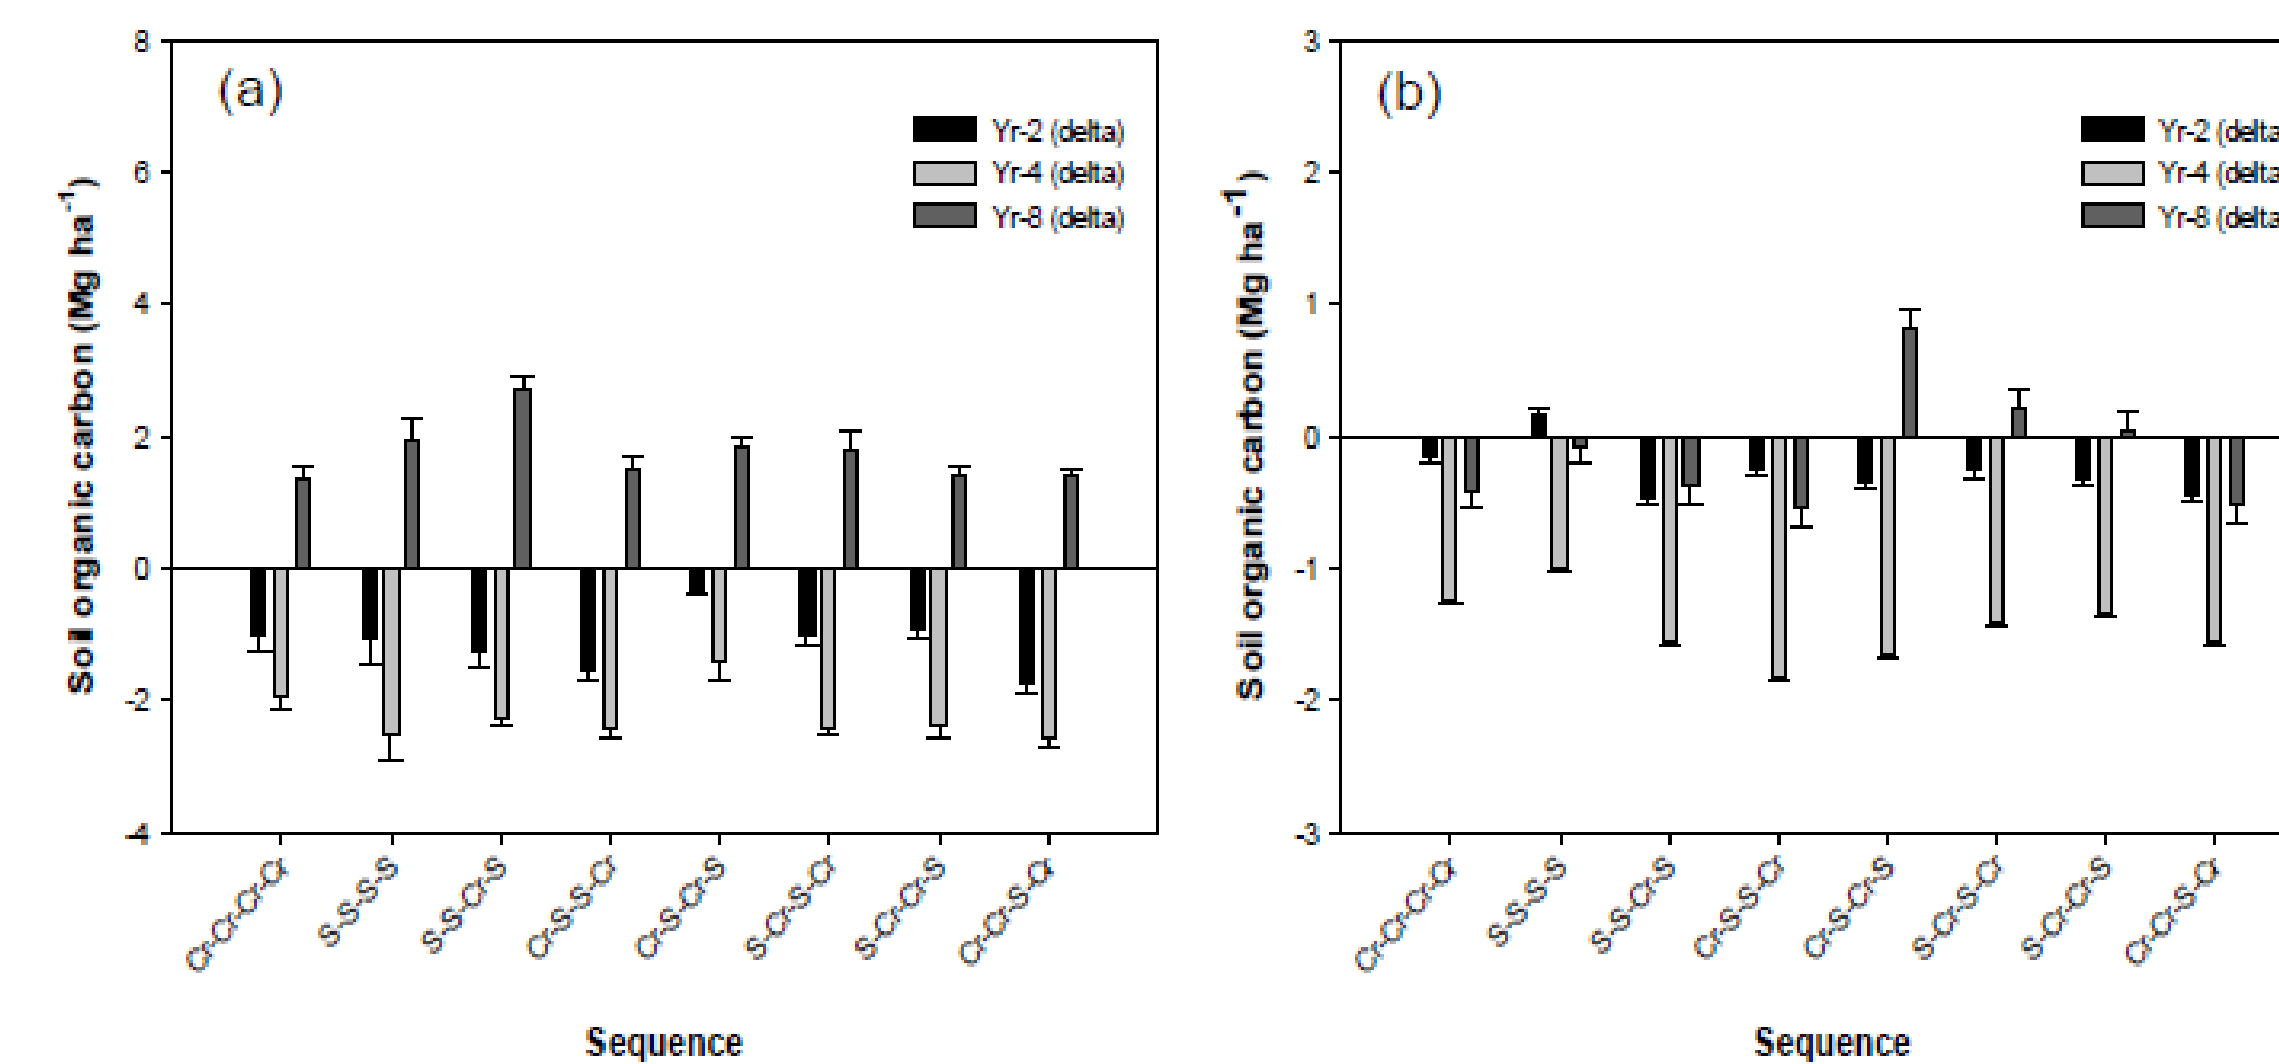 (a)
Yr-2 (delta)
Yr-4 (delta)
Yr-8 (delta)
Soil organic carbon (Mg ha-1)
8
6
4
2
0
-2
-4
Cr-Cr-Cr-Cr
S-S-S-S
S-S-Cr-S
Cr-S-S-Cr
Cr-S-Cr-S
S-Cr-S-Cr
S-Cr-Cr-S
Cr-Cr-S-Cr
Sequence
(b)
Yr-2 (delta
Yr-4 (delta
Yr-8 (delta
Soil organic carbon (Mg ha-1)
3
2
1
0
-1
-2
-3
Cr-Cr-Cr-Cr
S-S-S-S
S-S-Cr-S
Cr-S-S-Cr
Cr-S-Cr-S
S-Cr-S-Cr
S-Cr-Cr-S
Cr-Cr-S-Cr
Sequence